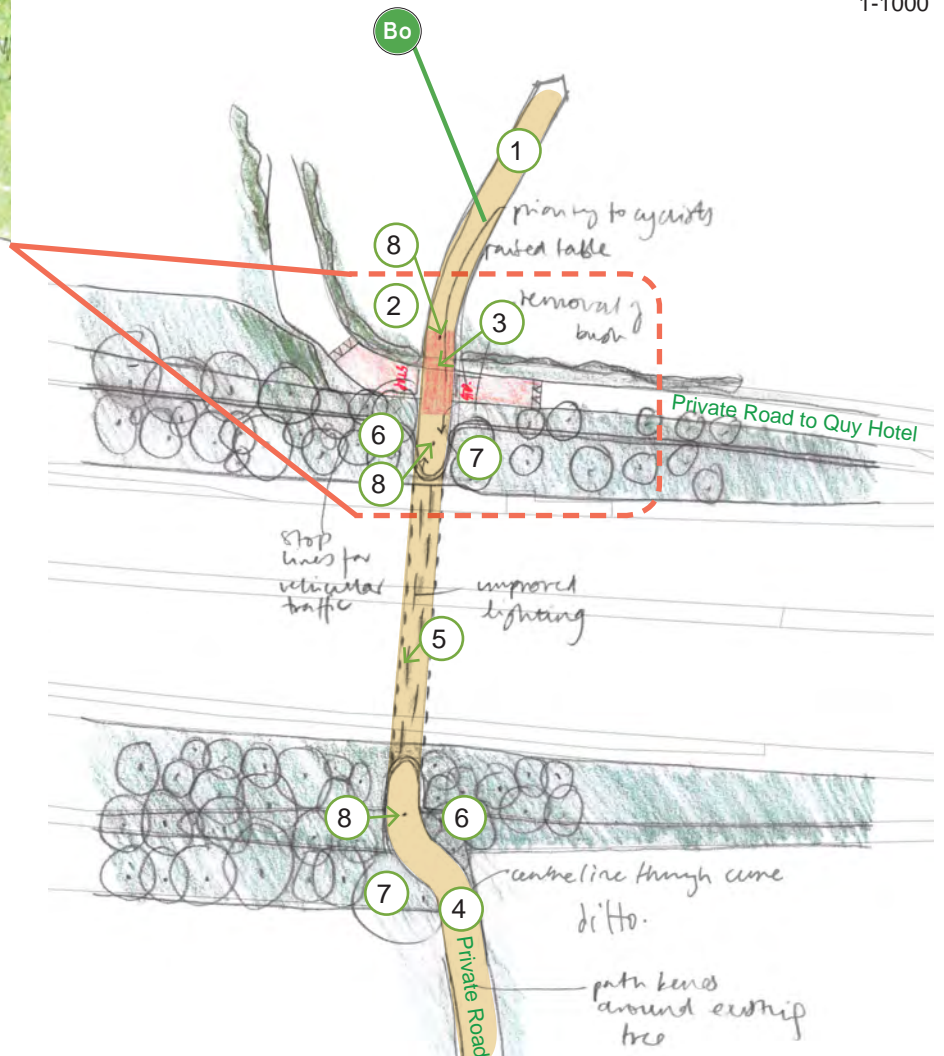 1-1000
Bo
1
priority to cyclists
raised table
8
2
removal of
bush
3
STOP
Private Road to Quy Hotel
6
7
8
stop
lines for
vehicular
traffic
improved
lighting
5
8
6
centreline through curve
ditto.
7
4
Private Road
path bends
around existing
tree